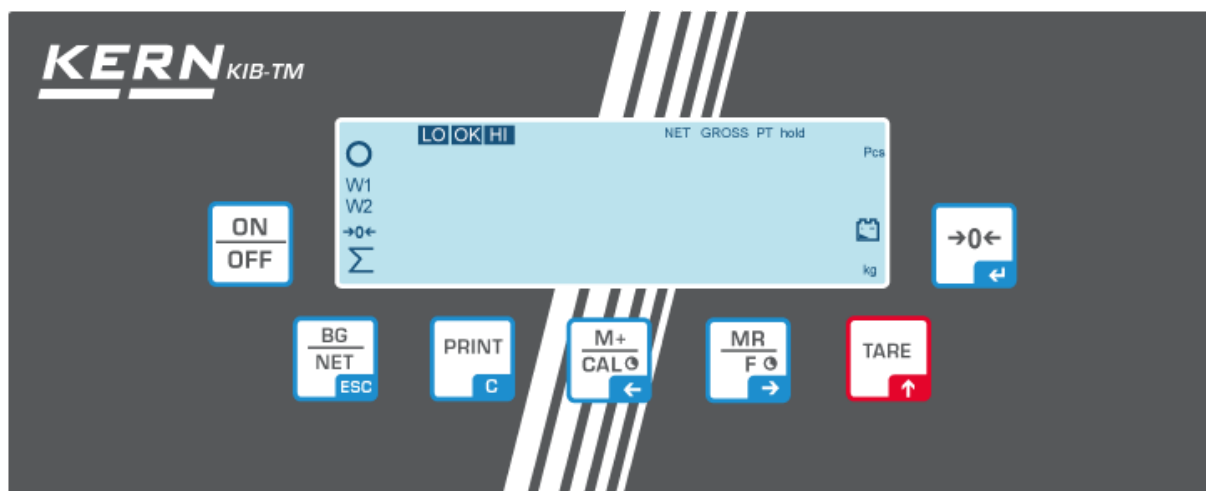 KERN KIB-TM
LO OK HI
NET GROSS PT hold
Pcs
W1
W2
→0←
Σ
kg
ON
OFF
→0←
BG
NET
ESC
PRINT
C
M+
CAL
←
MR
F
→
TARE
↑